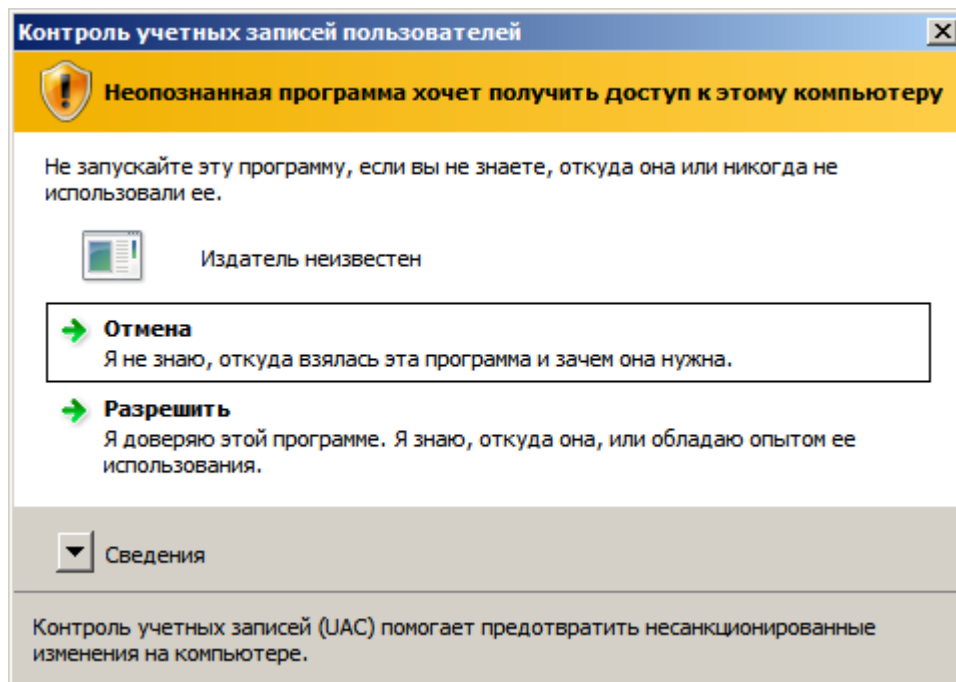 Контроль учетных записей пользователей
Неопознанная программа хочет получить доступ к этому компьютеру
Не запускайте эту программу, если вы не знаете, откуда она или никогда не
использовали ее.
Издатель неизвестен
Отмена
Я не знаю, откуда взялась эта программа и зачем она нужна.
Разрешить
Я доверяю этой программе. Я знаю, откуда она, или обладаю опытом ее
использования.
Сведения
Контроль учетных записей (UAC) помогает предотвратить несанкционированные
изменения на компьютере.